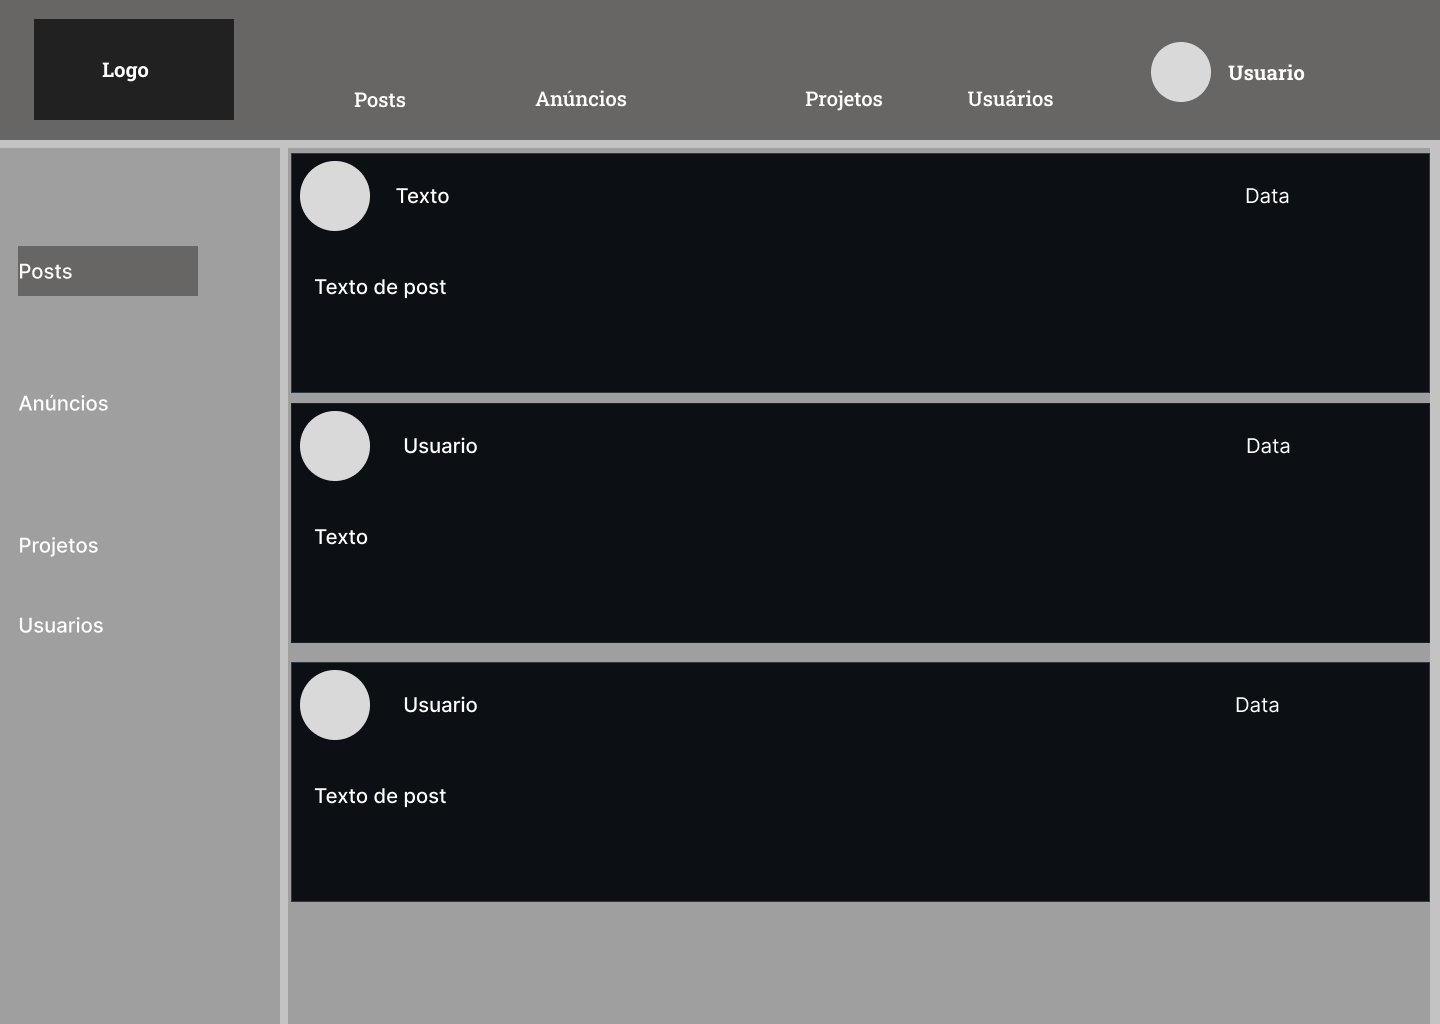 Logo
Posts
Anúncios
Projetos
Usuários
Usuario
Posts
Anúncios
Projetos
Usuarios
Texto
Data
Texto de post
Usuario
Data
Texto
Usuario
Data
Texto de post